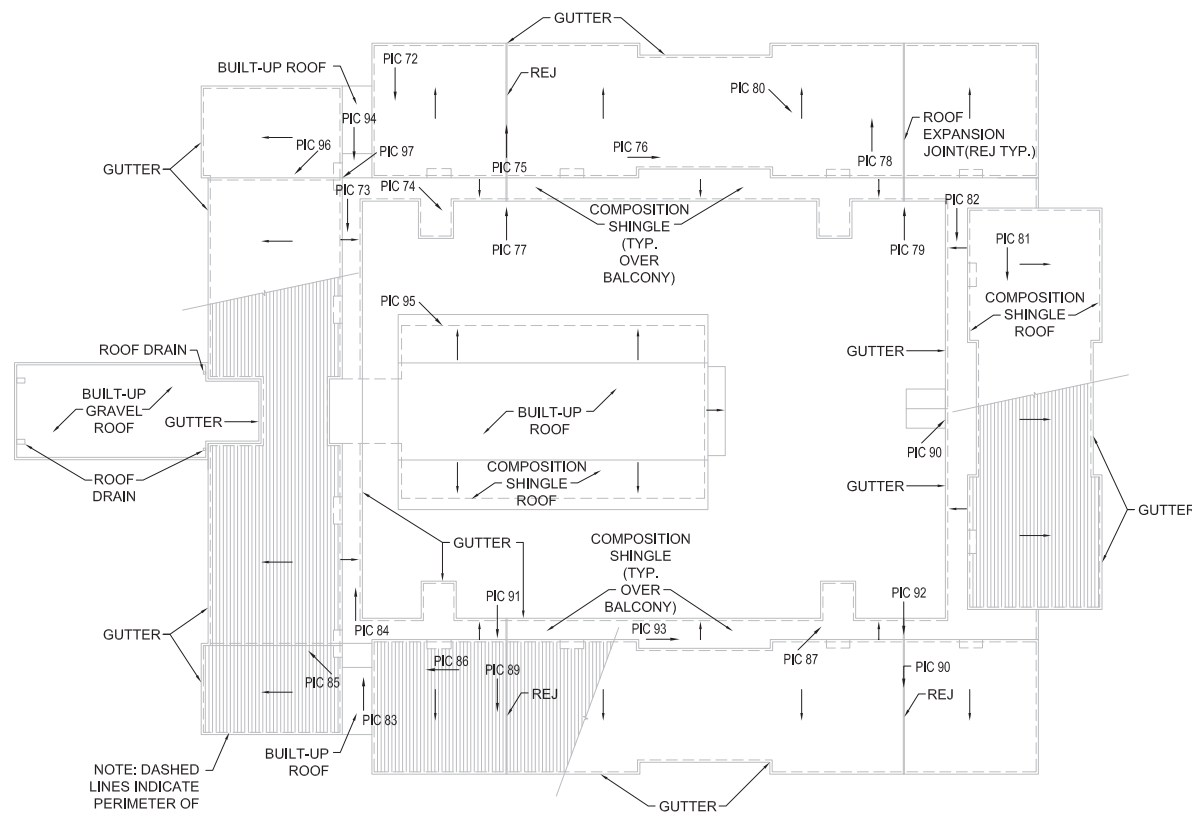 GUTTER
PIC 72
BUILT-UP ROOF
REJ
PIC 80
PIC 94
ROOF
EXPANSION
JOINT(REJ TYP.)
PIC 96
PIC 97
PIC 75
PIC 76
PIC 78
GUTTER
PIC 73
PIC 74
COMPOSITION
SHINGLE
(TYP.
OVER
BALCONY)
PIC 82
PIC 77
PIC 79
PIC 81
PIC 95
COMPOSITION
SHINGLE
ROOF
ROOF DRAIN
GUTTER
BUILT-UP
GRAVEL
ROOF
GUTTER
BUILT-UP
ROOF
PIC 90
ROOF
DRAIN
COMPOSITION
SHINGLE
ROOF
GUTTER
GUTTER
GUTTER
COMPOSITION
SHINGLE
(TYP.
OVER
BALCONY)
PIC 91
PIC 92
GUTTER
PIC 84
PIC 93
PIC 85
PIC 86
PIC 89
PIC 87
PIC 90
REJ
REJ
PIC 83
BUILT-UP
ROOF
NOTE: DASHED
LINES INDICATE
PERIMETER OF
GUTTER